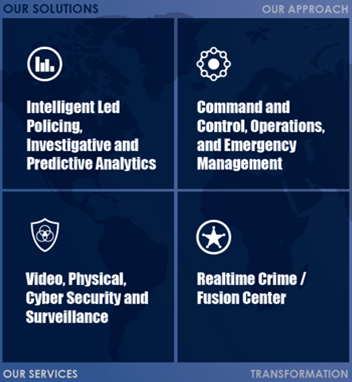 OUR SOLUTIONS
OUR APPROACH
Intelligent Led
Policing,
Investigative and
Predictive Analytics
Command and
Control, Operations,
and Emergency
Management
Video, Physical,
Cyber Security and
Surveillance
Realtime Crime /
Fusion Center
OUR SERVICES
TRANSFORMATION